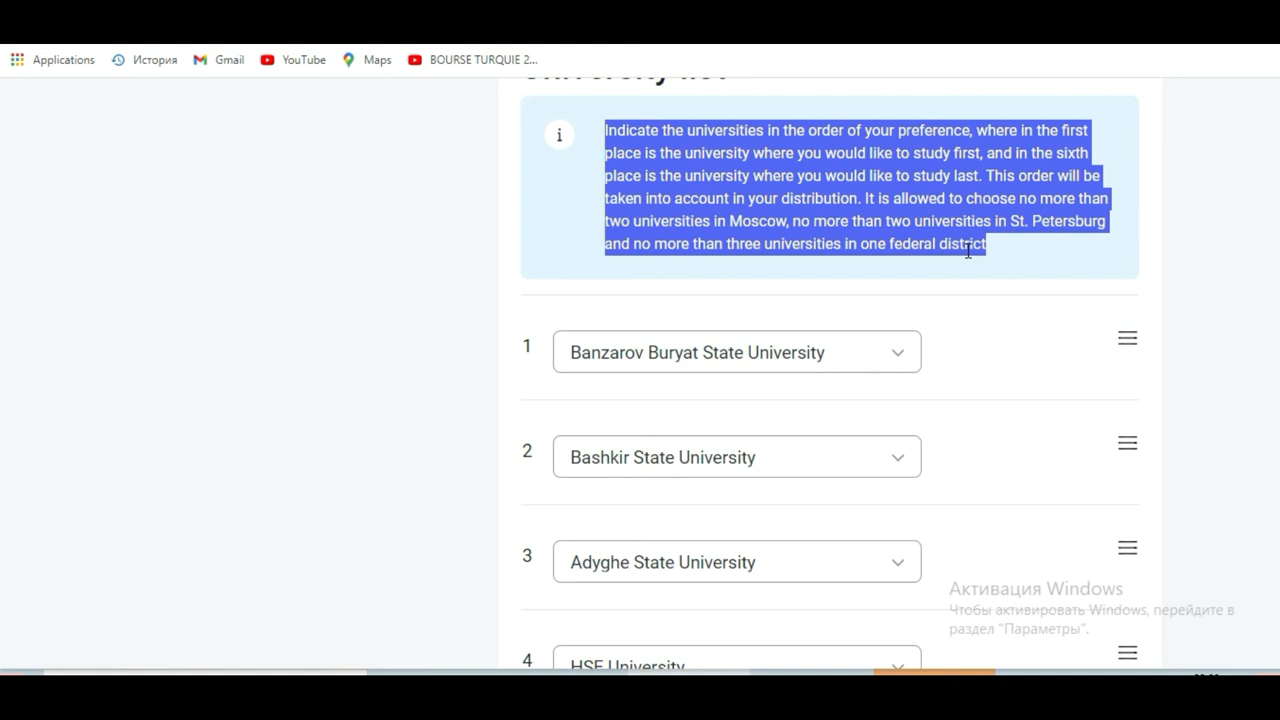 Applications История Gmail YouTube Maps BOURSE TURQUIE 2...
University list
Indicate the universities in the order of your preference, where in the first
place is the university where you would like to study first, and in the sixth
place is the university where you would like to study last. This order will be
taken into account in your distribution. It is allowed to choose no more than
two universities in Moscow, no more than two universities in St. Petersburg
and no more than three universities in one federal district
1 Banzarov Buryat State University
2 Bashkir State University
3 Adyghe State University
Активация Windows
Чтобы активировать Windows, перейдите в
раздел "Параметры".
4 HSE University